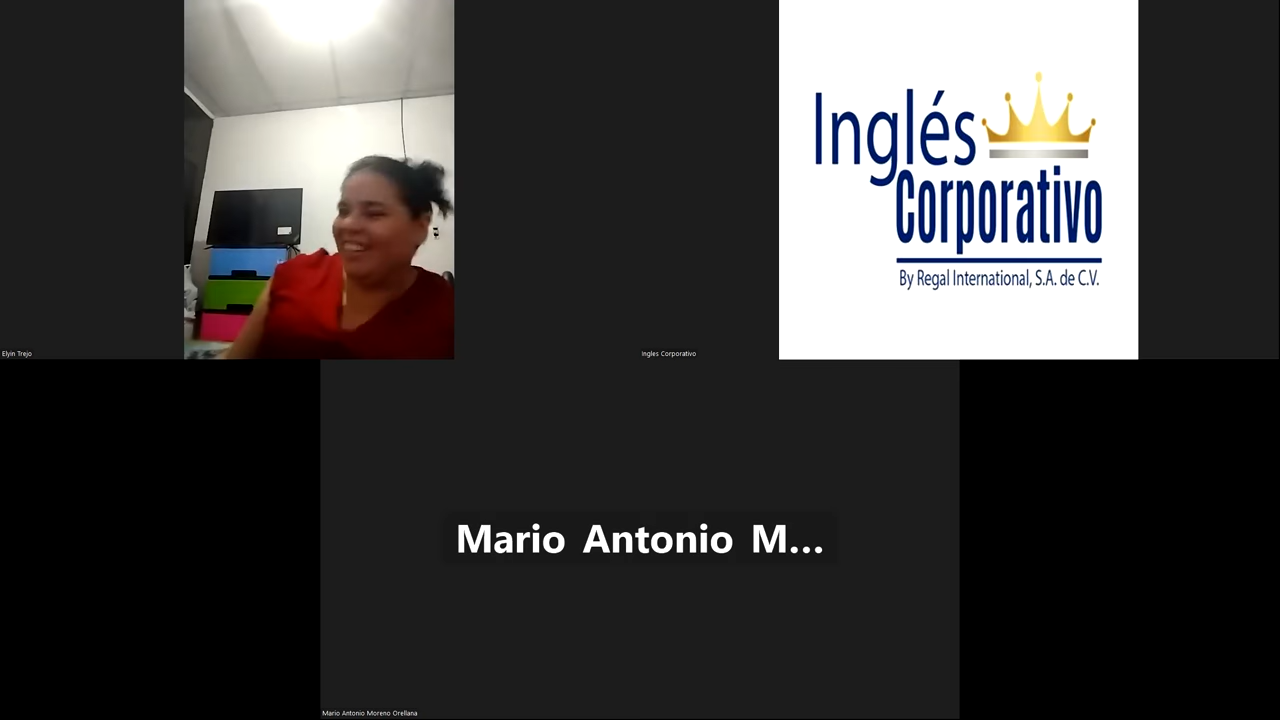 Inglés
Corporativo
By Regal International, S.A. de C.V.
Elyin Trejo
Ingles Corporativo
Mario Antonio M...
Mario Antonio Moreno Orellana